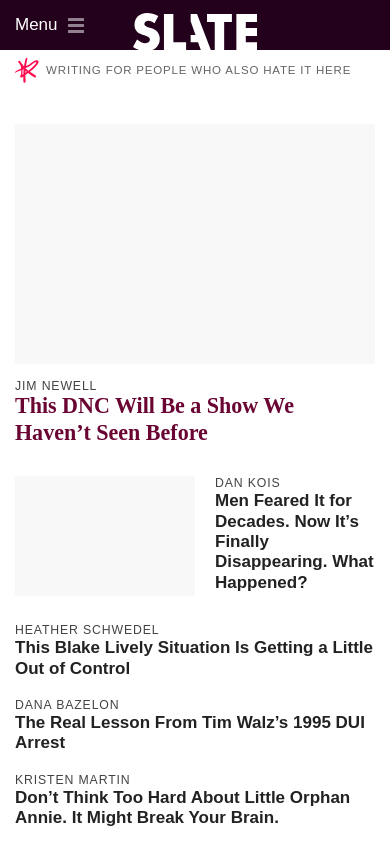 Menu
SLATE
WRITING FOR PEOPLE WHO ALSO HATE IT HERE
JIM NEWELL
This DNC Will Be a Show We
Haven’t Seen Before
DAN KOIS
Men Feared It for
Decades. Now It’s
Finally
Disappearing. What
Happened?
HEATHER SCHWEDEL
This Blake Lively Situation Is Getting a Little
Out of Control
DANA BAZELON
The Real Lesson From Tim Walz’s 1995 DUI
Arrest
KRISTEN MARTIN
Don’t Think Too Hard About Little Orphan
Annie. It Might Break Your Brain.